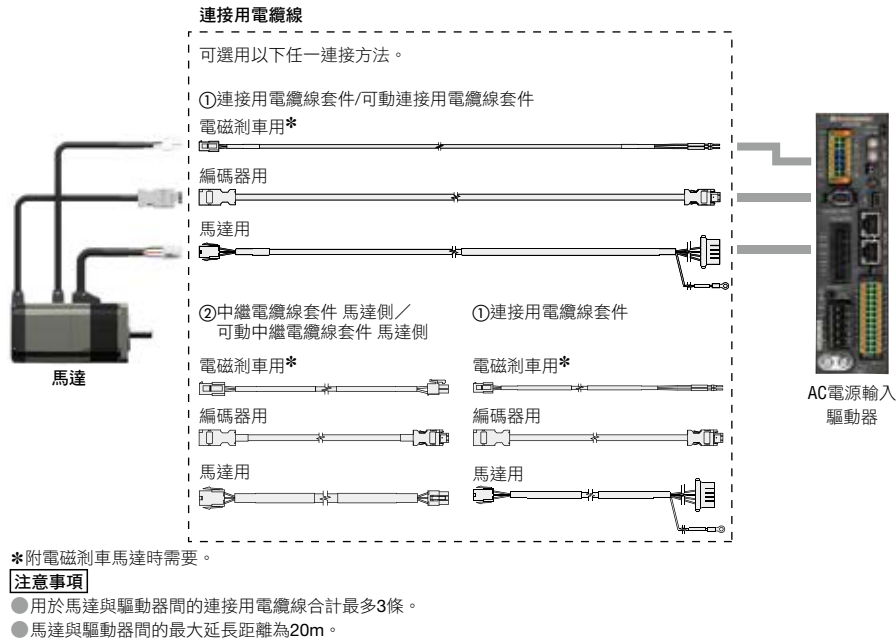 連接用電纜線
可選用以下任一連接方法。
①連接用電纜線套件/可動連接用電纜線套件
電磁剎車用*
編碼器用
馬達用
②中繼電纜線套件 馬達側／
可動中繼電纜線套件 馬達側
電磁剎車用*
編碼器用
馬達用
①連接用電纜線套件
電磁剎車用*
編碼器用
馬達用
馬達
AC電源輸入
驅動器
*附電磁剎車馬達時需要。
注意事項
●用於馬達與驅動器間的連接用電纜線合計最多3條。
●馬達與驅動器間的最大延長距離為20m。